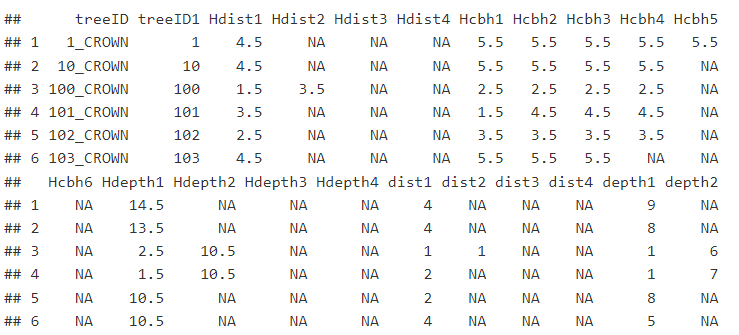 ##      treeID treeID1 Hdist1 Hdist2 Hdist3 Hdist4 Hcbh1 Hcbh2 Hcbh3 Hcbh4 Hcbh5
## 1   1_CROWN       1    4.5     NA     NA     NA   5.5   5.5   5.5   5.5   5.5
## 2  10_CROWN      10    4.5     NA     NA     NA   5.5   5.5   5.5   5.5    NA
## 3 100_CROWN     100    1.5    3.5     NA     NA   2.5   2.5   2.5   2.5    NA
## 4 101_CROWN     101    3.5     NA     NA     NA   1.5   4.5   4.5   4.5    NA
## 5 102_CROWN     102    2.5     NA     NA     NA   3.5   3.5   3.5   3.5    NA
## 6 103_CROWN     103    4.5     NA     NA     NA   5.5   5.5   5.5    NA    NA
##   Hcbh6 Hdepth1 Hdepth2 Hdepth3 Hdepth4 dist1 dist2 dist3 dist4 depth1 depth2
## 1    NA    14.5      NA      NA      NA     4    NA    NA    NA      9     NA
## 2    NA    13.5      NA      NA      NA     4    NA    NA    NA      8     NA
## 3    NA     2.5    10.5      NA      NA     1     1    NA    NA      1      6
## 4    NA     1.5    10.5      NA      NA     2    NA    NA    NA      1      7
## 5    NA    10.5      NA      NA      NA     2    NA    NA    NA      8     NA
## 6    NA    10.5      NA      NA      NA     4    NA    NA    NA      5     NA